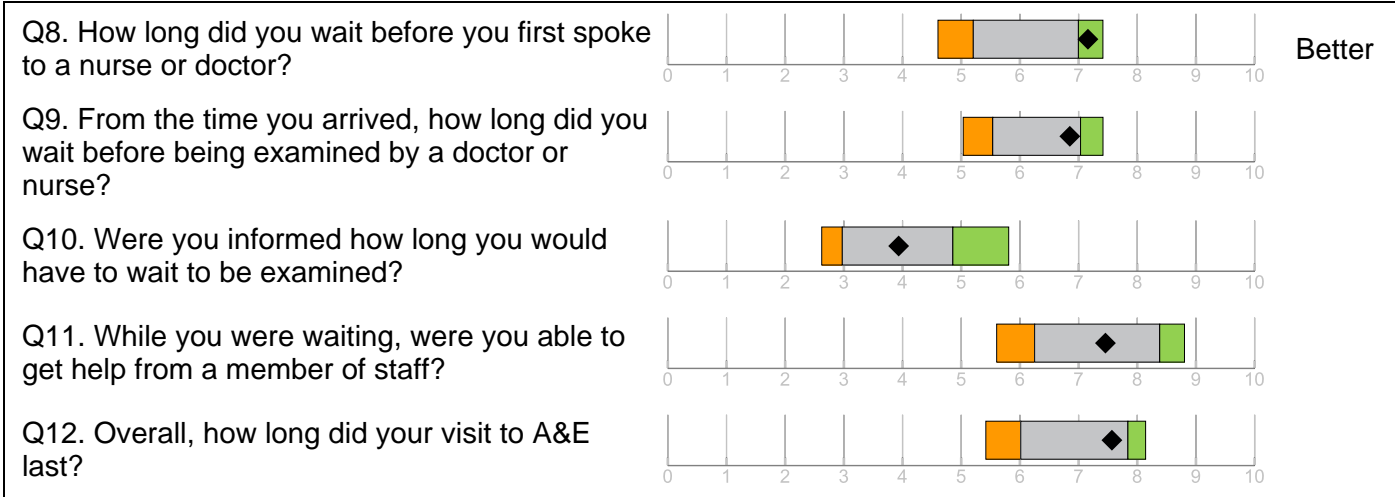 Q8. How long did you wait before you first spoke
to a nurse or doctor?
Better
0 1 2 3 4 5 6 7 8 9 10
Q9. From the time you arrived, how long did you
wait before being examined by a doctor or
nurse?
0 1 2 3 4 5 6 7 8 9 10
Q10. Were you informed how long you would
have to wait to be examined?
0 1 2 3 4 5 6 7 8 9 10
Q11. While you were waiting, were you able to
get help from a member of staff?
0 1 2 3 4 5 6 7 8 9 10
Q12. Overall, how long did your visit to A&E
last?
0 1 2 3 4 5 6 7 8 9 10